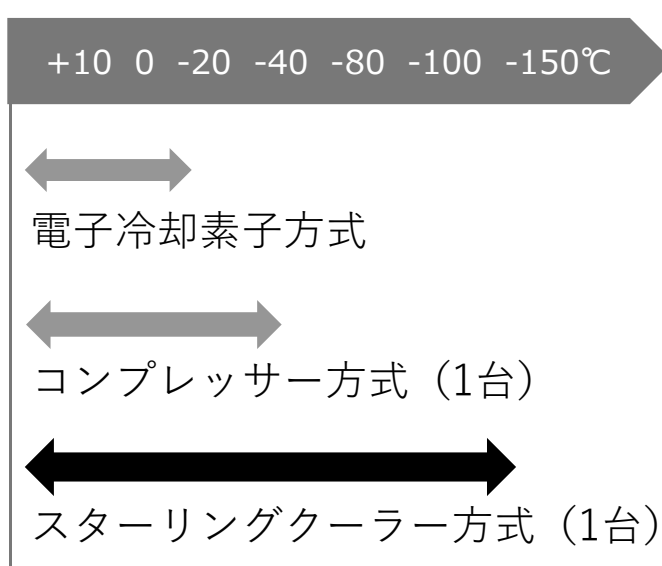 +10 0 -20 -40 -80 -100 -150℃
電子冷却素子方式
コンプレッサー方式（1台）
スターリングクーラー方式（1台）